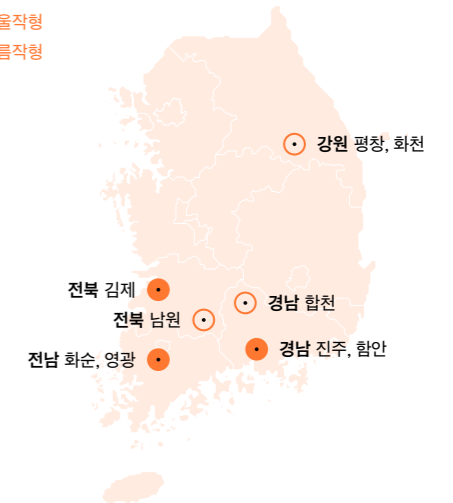 울작형
름작형
강원 평창, 화천
전북 김제
경남 합천
전북 남원
경남 진주, 함안
전남 화순, 영광